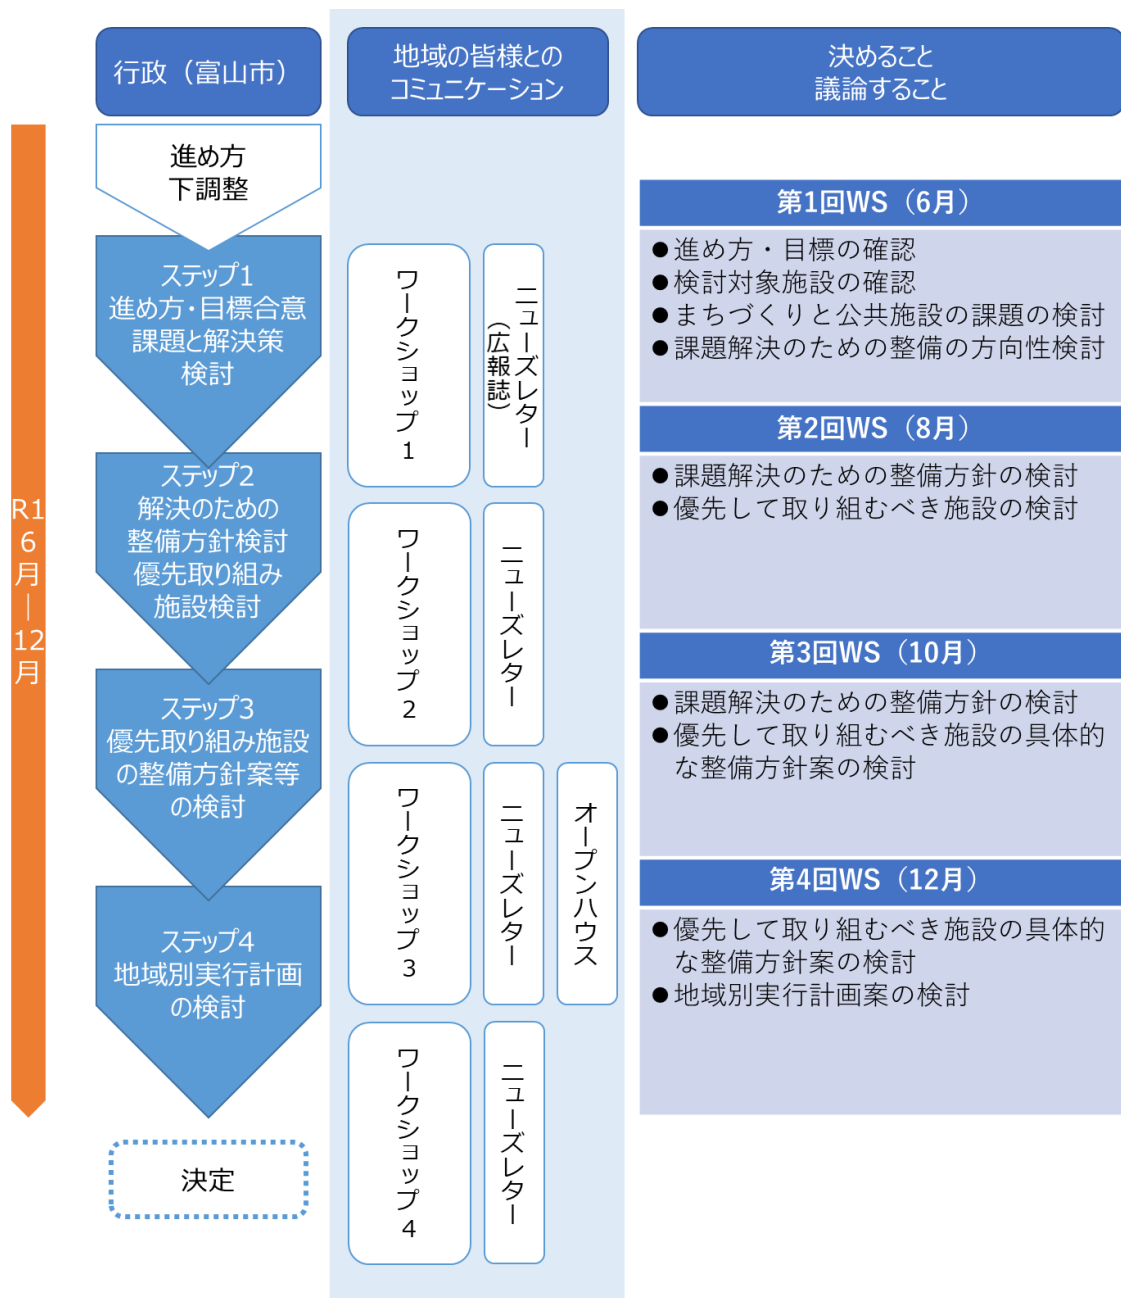 行政（富山市）
地域の皆様との
コミュニケーション
決めること
議論すること
R1
6
月
｜
12
月
進め方
下調整
ステップ1
進め方・目標合意
課題と解決策
検討
ステップ2
解決のための
整備方針検討
優先取り組み
施設検討
ステップ3
優先取り組み施設
の整備方針案等
の検討
ステップ4
地域別実行計画
の検討
決定
ワークショップ1
ニューズレター
（広報誌）
ワークショップ2
ニューズレター
ワークショップ3
ニューズレター
オープンハウス
ワークショップ4
ニューズレター
第1回WS（6月）
●進め方・目標の確認
●検討対象施設の確認
●まちづくりと公共施設の課題の検討
●課題解決のための整備の方向性検討
第2回WS（8月）
●課題解決のための整備方針の検討
●優先して取り組むべき施設の検討
第3回WS（10月）
●課題解決のための整備方針の検討
●優先して取り組むべき施設の具体的
な整備方針案の検討
第4回WS（12月）
●優先して取り組むべき施設の具体的
な整備方針案の検討
●地域別実行計画案の検討